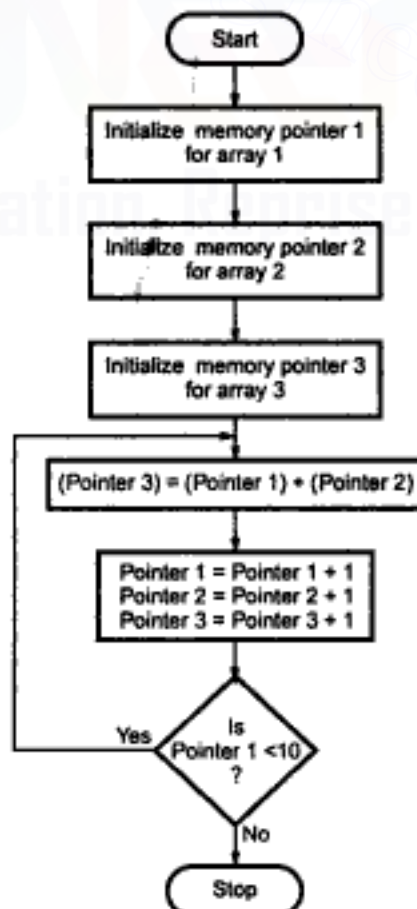 Start
Initialize memory pointer 1
for array 1
Initialize memory pointer 2
for array 2
Initialize memory pointer 3
for array 3
(Pointer 3) = (Pointer 1) + (Pointer 2)
Pointer 1 = Pointer 1 + 1
Pointer 2 = Pointer 2 + 1
Pointer 3 = Pointer 3 + 1
Is
Pointer 1 <10
?
Yes
No
Stop